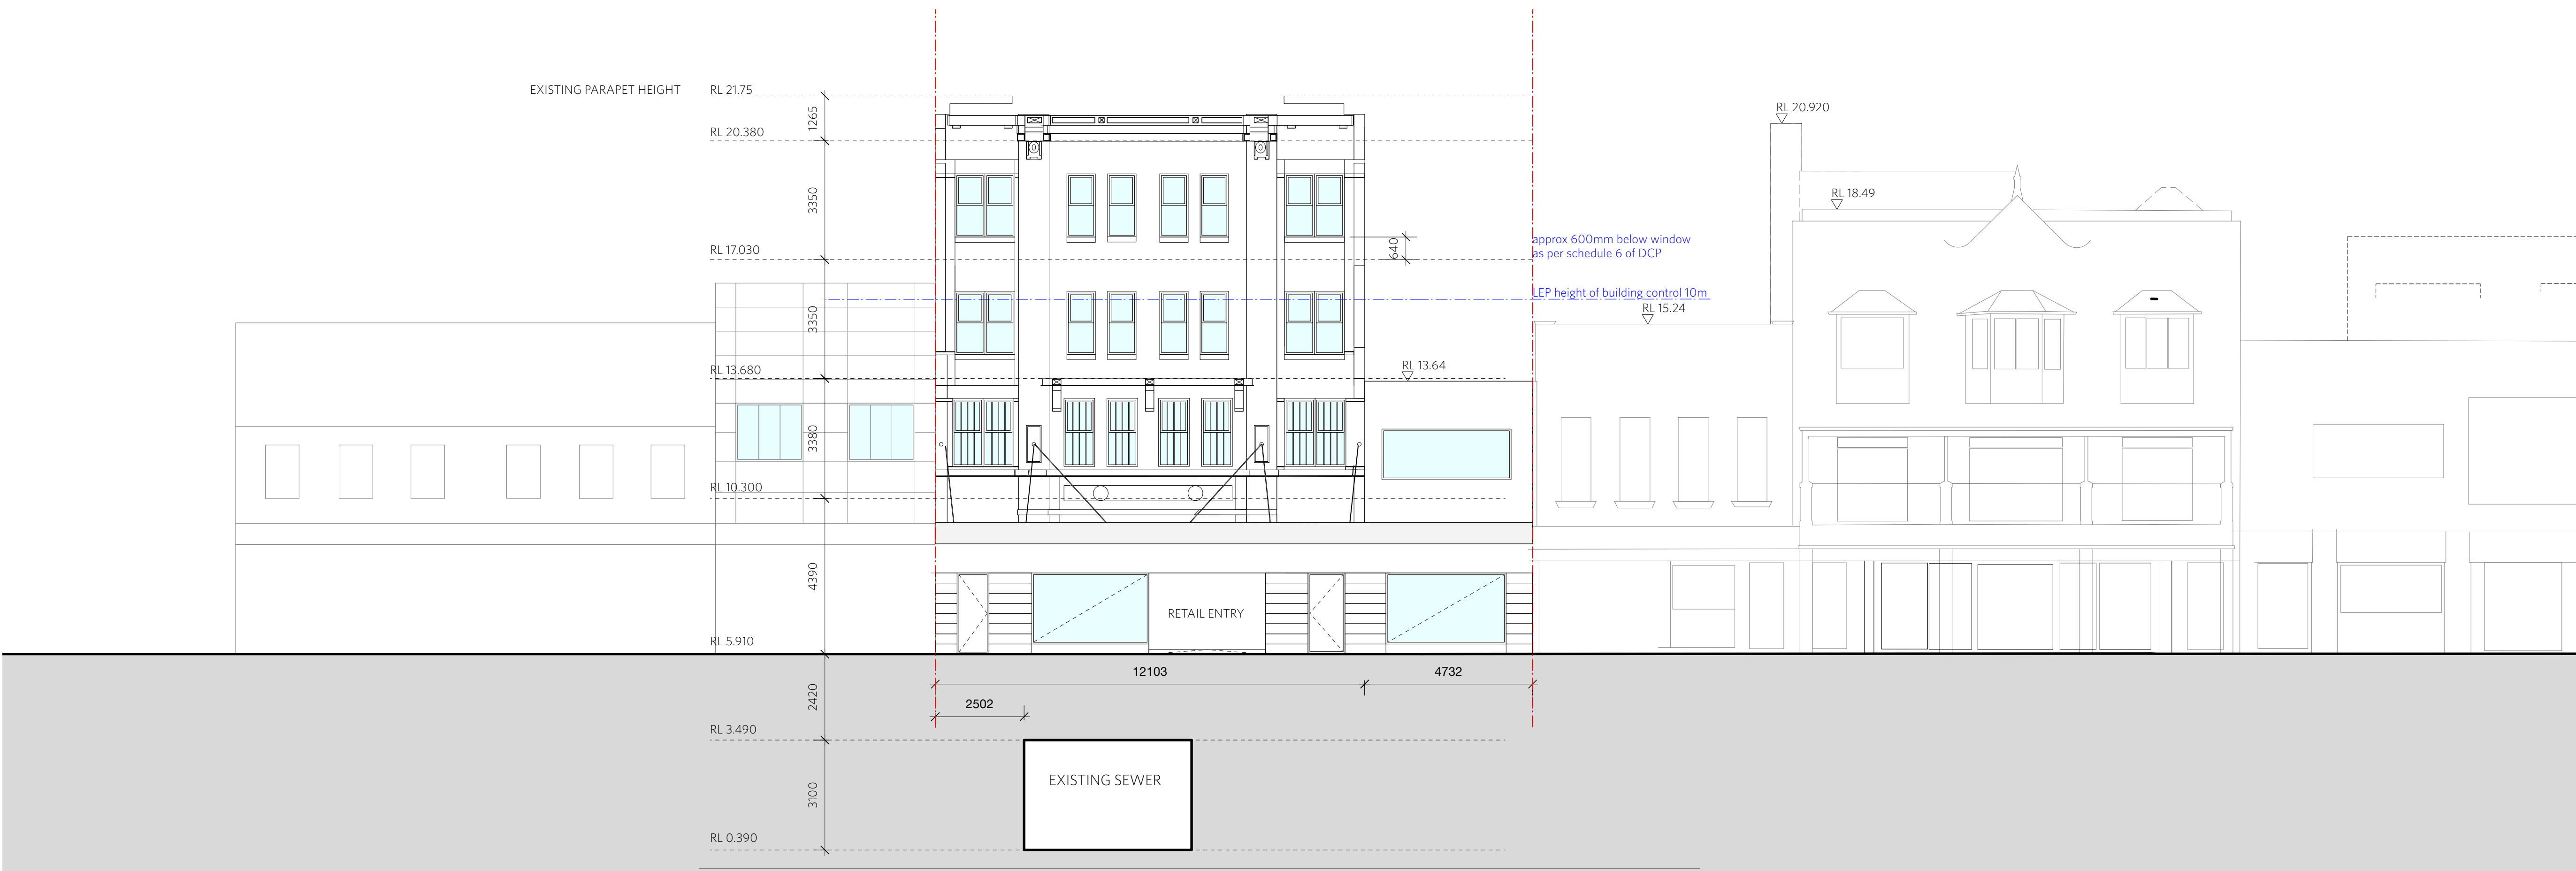 EXISTING PARAPET HEIGHT
RL 21.75
1265
RL 20.380
3350
RL 17.030
3350
RL 13.680
3380
RL 10.300
4390
RL 5.910
2420
RL 3.490
3100
RL 0.390
640
approx 600mm below window
as per schedule 6 of DCP
LEP height of building control 10m
RL 15.24
RL 13.64
RL 20.920
RL 18.49
RETAIL ENTRY
12103
4732
2502
EXISTING SEWER